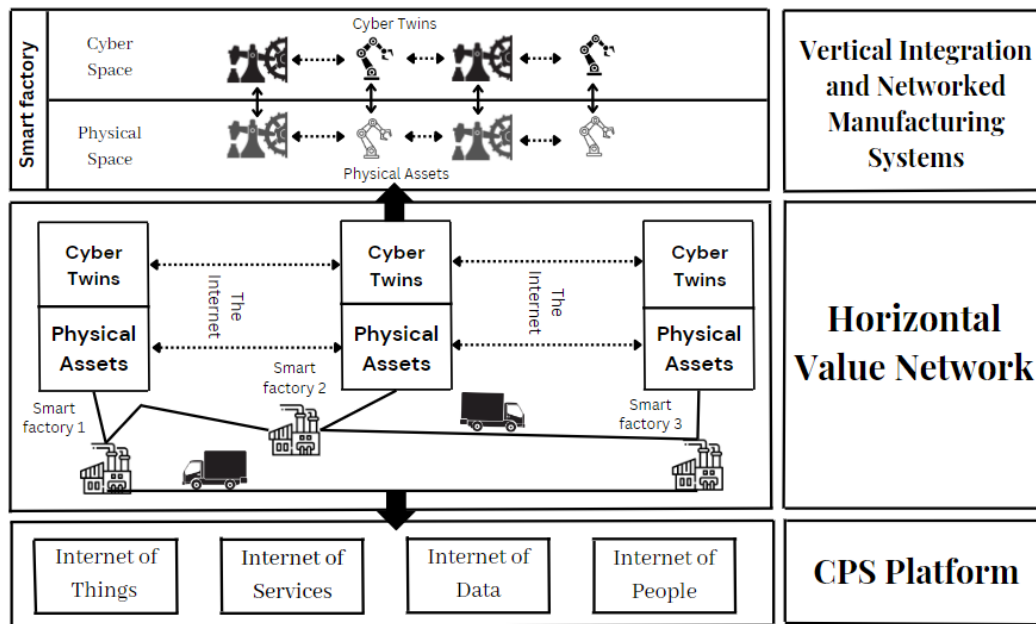 Smart factory
Cyber
Space
Cyber Twins
Physical
Space
Physical Assets
Vertical Integration
and Networked
Manufacturing
Systems
Cyber
Twins
Physical
Assets
The
Internet
Cyber
Twins
Physical
Assets
The
Internet
Cyber
Twins
Physical
Assets
Smart
factory 1
Smart
factory 2
Smart
factory 3
Horizontal
Value Network
Internet of
Things
Internet of
Services
Internet of
Data
Internet of
People
CPS Platform